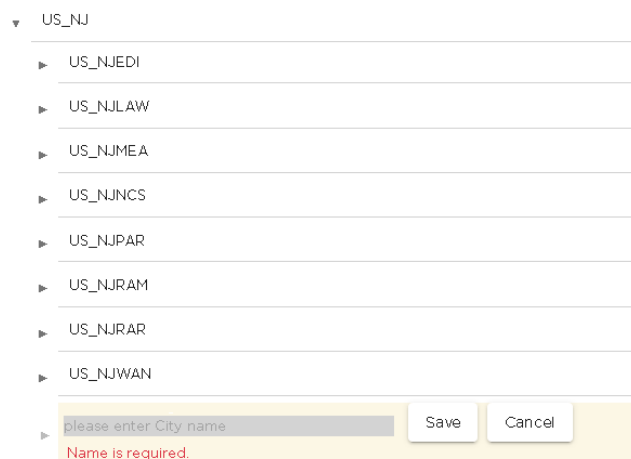 US_NJ
US_NJEDI
US_NJLAW
US_NJMEA
US_NJNCS
US_NJPAR
US_NJRAM
US_NJRAR
US_NJWAN
please enter City name Save Cancel
Name is required.